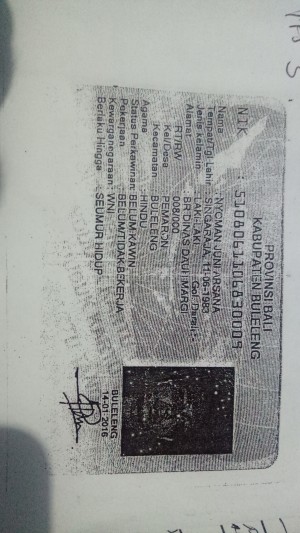 PROVINSI BALI
KABUPATEN BULELENG
NIK : 5108061106830009
Nama : NYOMAN JUNI ARSANA
Tempat/Tgl Lahir : SINGARAJA, 11-06-1983
Jenis kelamin : LAKI-LAKI Gol. Darah :
Alamat : BR DINAS DAUH MARGI
RT/RW : 000/000
Kel/Desa : PEMARON
Kecamatan : BULELENG
Agama : HINDU
Status Perkawinan: BELUM KAWIN
Pekerjaan : BELUM/TIDAK BEKERJA
Kewarganegaraan: WNI
Berlaku Hingga : SEUMUR HIDUP
BULELENG
14-01-2016